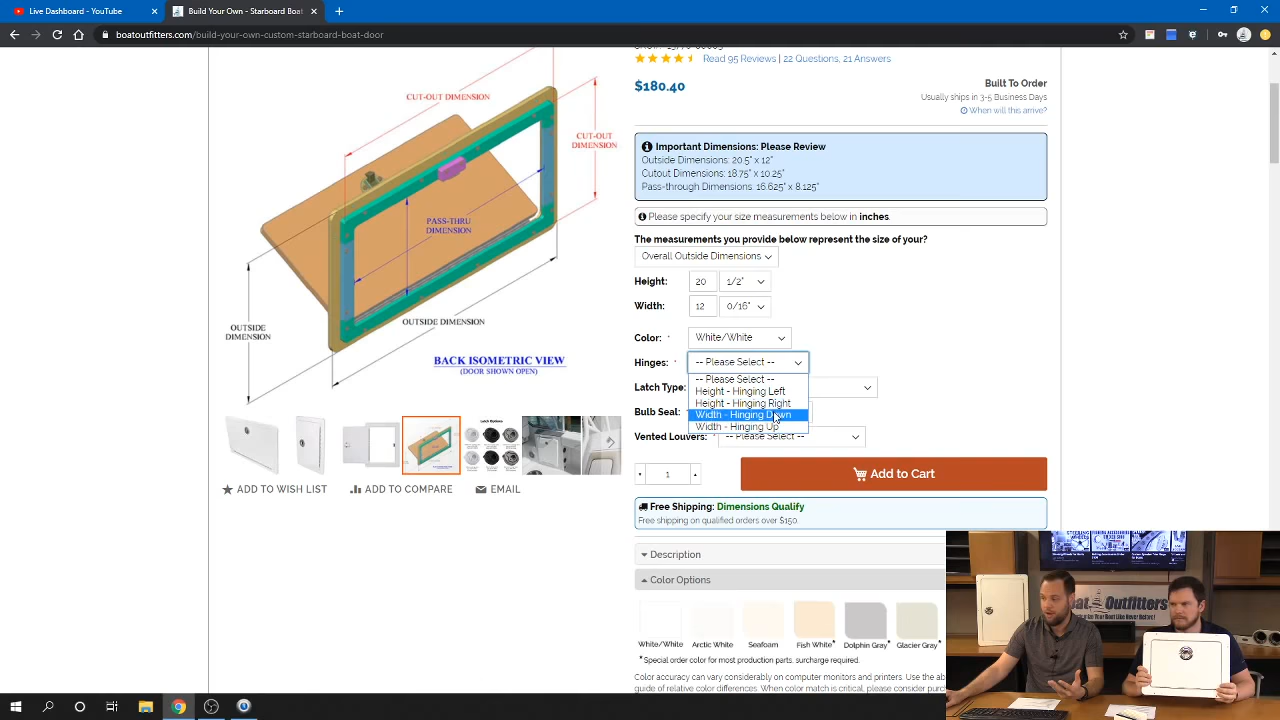 Live Dashboard - YouTube
Build Your Own - Starboard Boat
boatoutfitters.com/build-your-own-custom-starboard-boat-door
Read 95 Reviews | 22 Questions, 21 Answers
$180.40
Built To Order
Usually ships in 3-5 Business Days
When will this arrive?
CUT-OUT DIMENSION
CUT-OUT
DIMENSION
PASS-THRU
DIMENSION
OUTSIDE
DIMENSION
OUTSIDE DIMENSION
BACK ISOMETRIC VIEW
(DOOR SHOWN OPEN)
Important Dimensions: Please Review
Outside Dimensions: 20.5" x 12"
Cutout Dimensions: 18.75" x 10.25"
Pass-through Dimensions: 16.625" x 8.125"
Please specify your size measurements below in inches.
The measurements you provide below represent the size of your?
Overall Outside Dimensions
Height: 20 1/2"
Width: 12 0/16"
Color: * White/White
Hinges: * -- Please Select --
-- Please Select --
Height - Hinging Left
Height - Hinging Right
Width - Hinging Down
Width - Hinging Up
Latch Type:
Bulb Seal:
Vented Louvers: -- Please Select --
1
Add to Cart
ADD TO WISH LIST
ADD TO COMPARE
EMAIL
Free Shipping: Dimensions Qualify
Free shipping on qualified orders over $150.
Description
Color Options
White/White
Arctic White
Seafoam
Fish White*
Dolphin Gray*
Glacier Gray*
*Special order color for most production parts, surcharge required.
Color accuracy can vary considerably on computer monitors and printers. Use the ab
guide of relative color differences. When color match is critical, please consider purc
Boat Outfitters